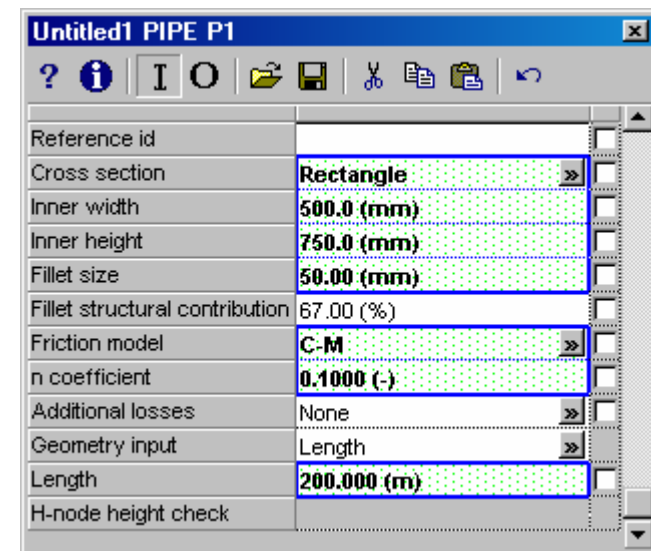 Untitled1 PIPE P1
? i I O
Reference id
Cross section Rectangle »
Inner width 500.0 (mm)
Inner height 750.0 (mm)
Fillet size 50.00 (mm)
Fillet structural contribution 67.00 (%)
Friction model C-M »
n coefficient 0.1000 (-)
Additional losses None »
Geometry input Length »
Length 200.000 (m)
H-node height check